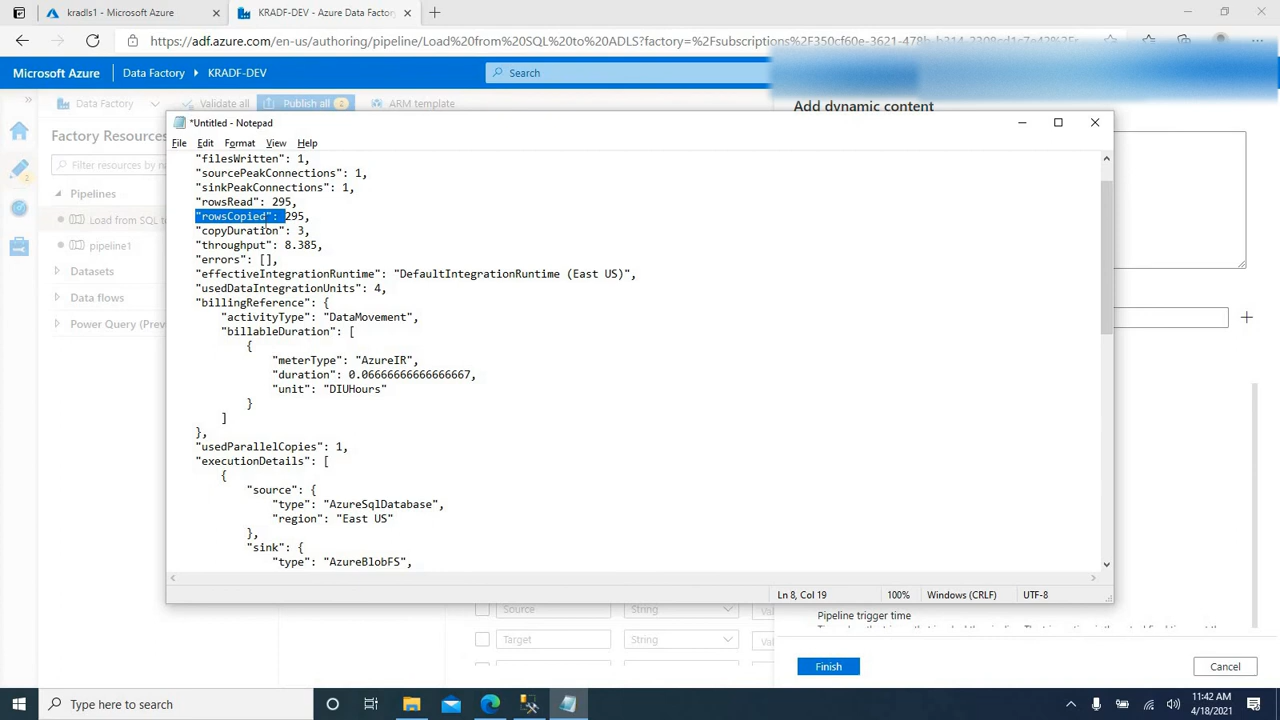 kradls1 - Microsoft Azure
KRADF-DEV - Azure Data Factory
https://adf.azure.com/en-us/authoring/pipeline/Load%20from%20SQL%20to%20ADLS?factory=%2Fsubscriptions%2F350cf60e-3621-478b-b314-2208cd1c7e42%2Fr
Microsoft Azure
Data Factory
KRADF-DEV
Search
Data Factory
Validate all
Publish all 2
ARM template
Add dynamic content
Factory Resources
Filter resources by n
Pipelines
Load from SQL t
pipeline1
Datasets
Data flows
Power Query (Prev
*Untitled - Notepad
File Edit Format View Help
"filesWritten": 1,
"sourcePeakConnections": 1,
"sinkPeakConnections": 1,
"rowsRead": 295,
"rowsCopied": 295,
"copyDuration": 3,
"throughput": 8.385,
"errors": [],
"effectiveIntegrationRuntime": "DefaultIntegrationRuntime (East US)",
"usedDataIntegrationUnits": 4,
"billingReference": {
"activityType": "DataMovement",
"billableDuration": [
{
"meterType": "AzureIR",
"duration": 0.06666666666666667,
"unit": "DIUHours"
}
]
},
"usedParallelCopies": 1,
"executionDetails": [
{
"source": {
"type": "AzureSqlDatabase",
"region": "East US"
},
"sink": {
"type": "AzureBlobFS",
Ln 8, Col 19
100%
Windows (CRLF)
UTF-8
Source
String
Val
Target
String
Val
Pipeline trigger time
Finish
Cancel
Type here to search
11:42 AM
4/18/2021